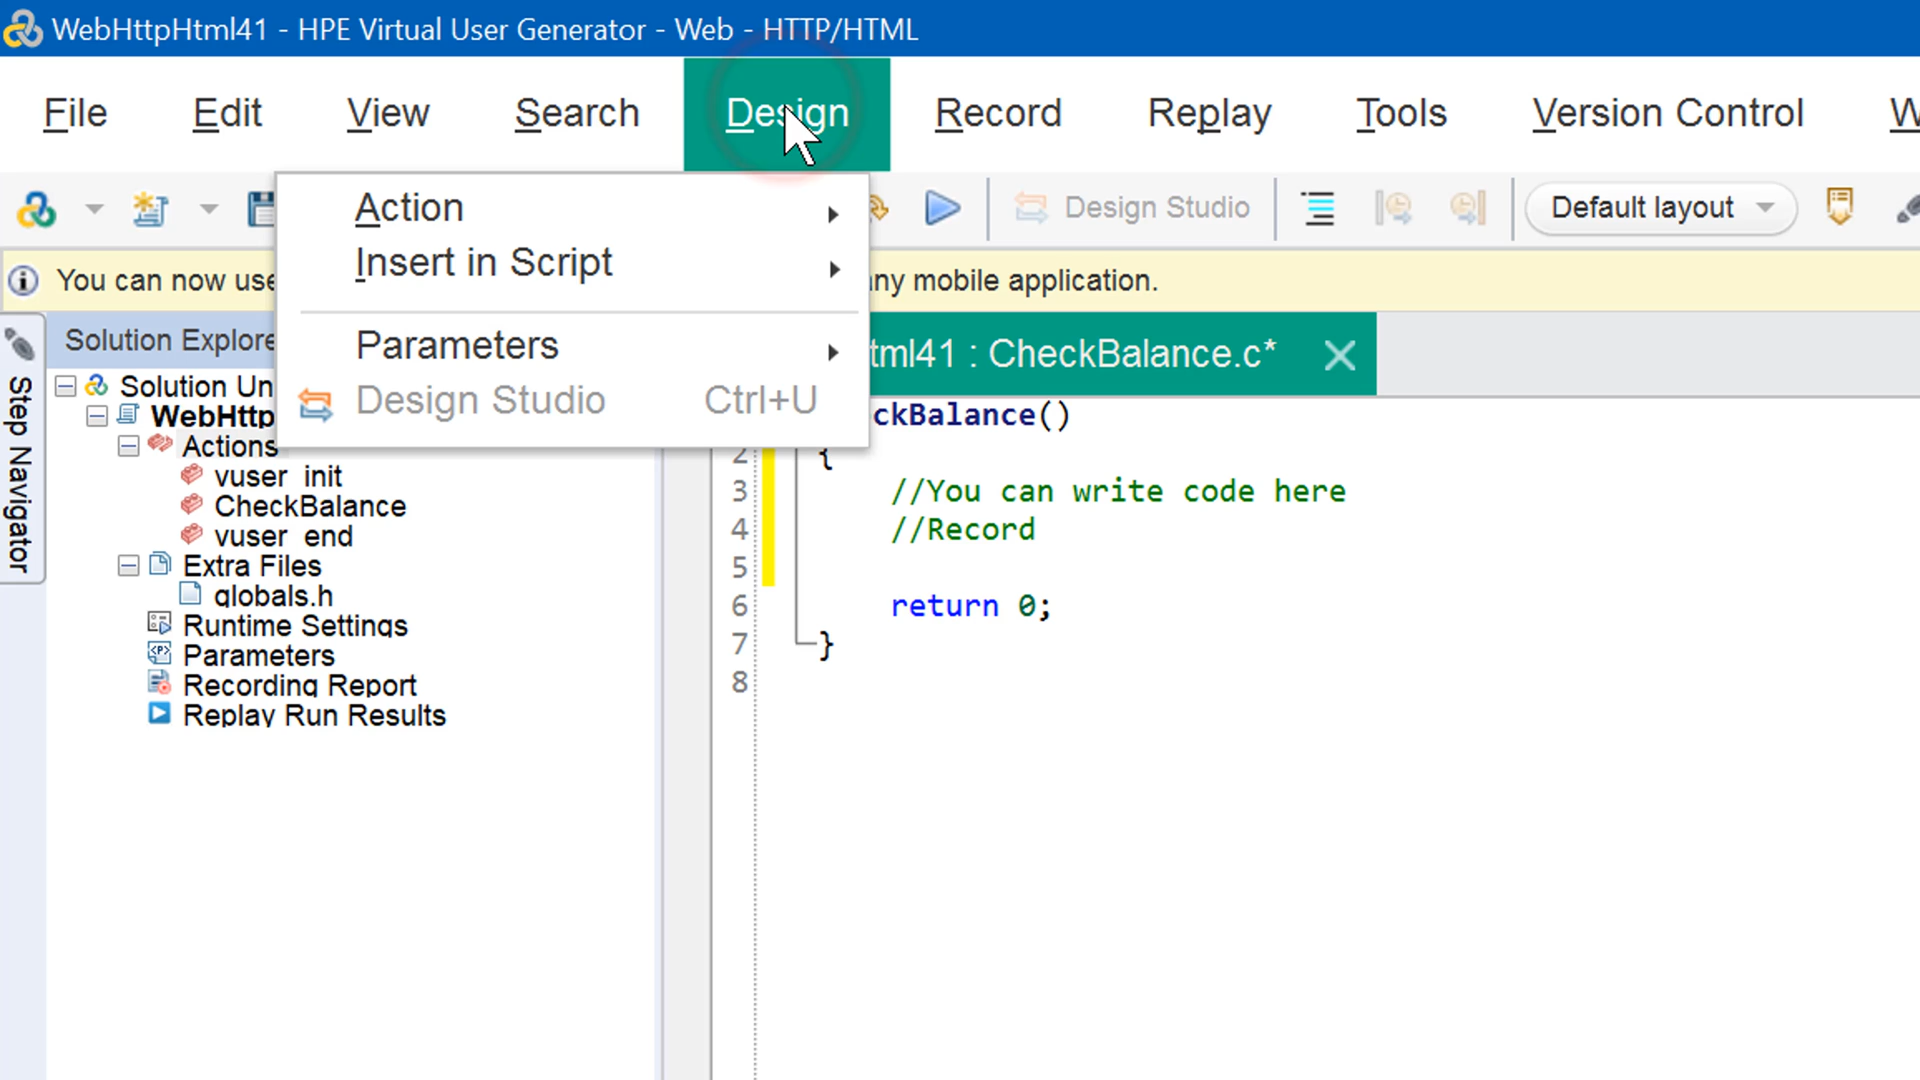 WebHttpHtml41 - HPE Virtual User Generator - Web - HTTP/HTML
File Edit View Search Design Record Replay Tools Version Control W
Design Studio Default layout
Action
Insert in Script
Parameters
Design Studio Ctrl+U
You can now use any mobile application.
Step Navigator
Solution Explore
Solution Un
WebHttp
Actions
vuser_init
CheckBalance
vuser_end
Extra Files
globals.h
Runtime Settings
Parameters
Recording Report
Replay Run Results
tml41 : CheckBalance.c*
ckBalance()
2 {
3 //You can write code here
4 //Record
5
6 return 0;
7 }
8